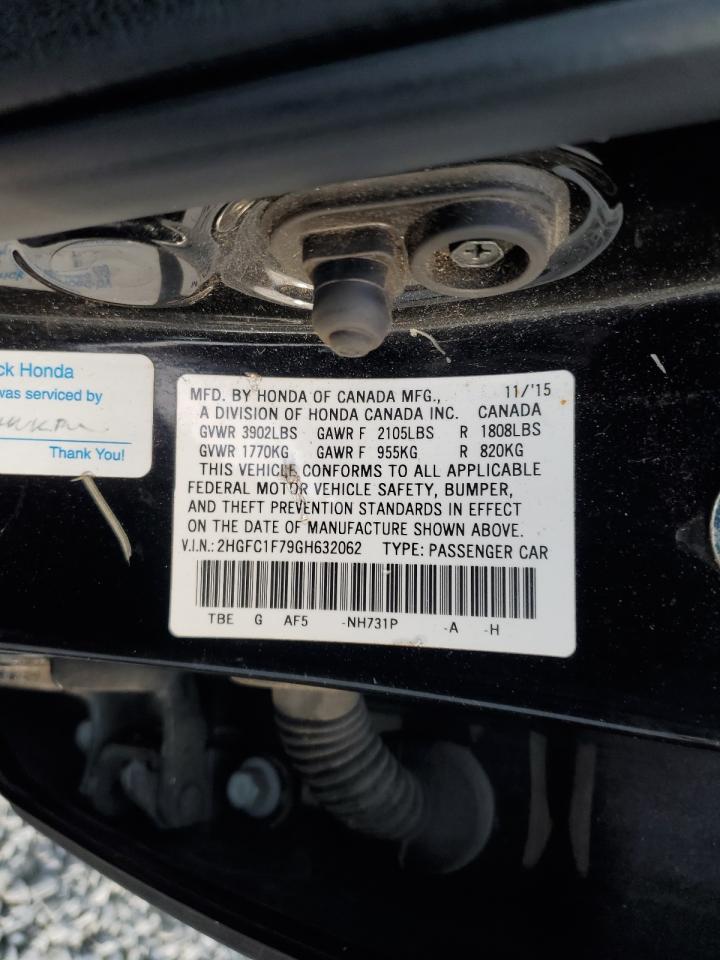 ck Honda
was serviced by
Thank You!
MFD. BY HONDA OF CANADA MFG., 11/'15
A DIVISION OF HONDA CANADA INC. CANADA
GVWR 3902LBS GAWR F 2105LBS R 1808LBS
GVWR 1770KG GAWR F 955KG R 820KG
THIS VEHICLE CONFORMS TO ALL APPLICABLE
FEDERAL MOTOR VEHICLE SAFETY, BUMPER,
AND THEFT PREVENTION STANDARDS IN EFFECT
ON THE DATE OF MANUFACTURE SHOWN ABOVE.
V.I.N.: 2HGFC1F79GH632062 TYPE: PASSENGER CAR
TBE G AF5 -NH731P -A -H